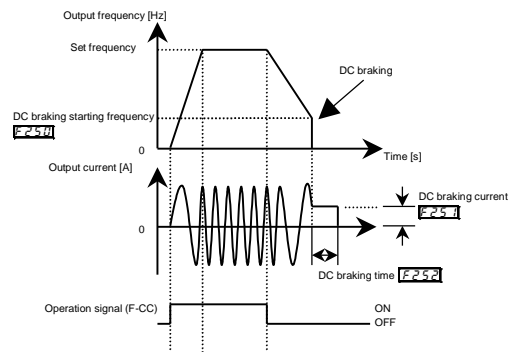 Output frequency [Hz]
Set frequency
DC braking
DC braking starting frequency
F250
0
Time [s]
Output current [A]
DC braking current
F251
0
DC braking time F252
Operation signal (F-CC)
ON
OFF